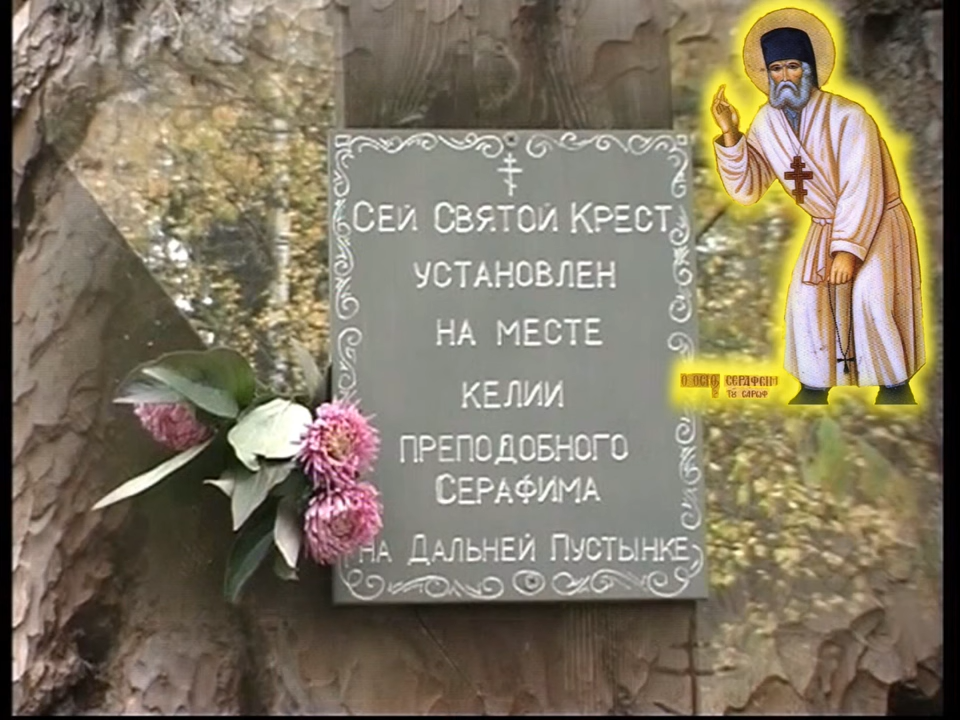 Сей Святой Крест
установлен
на месте
келии
преподобного
Серафима
на Дальней Пустынке